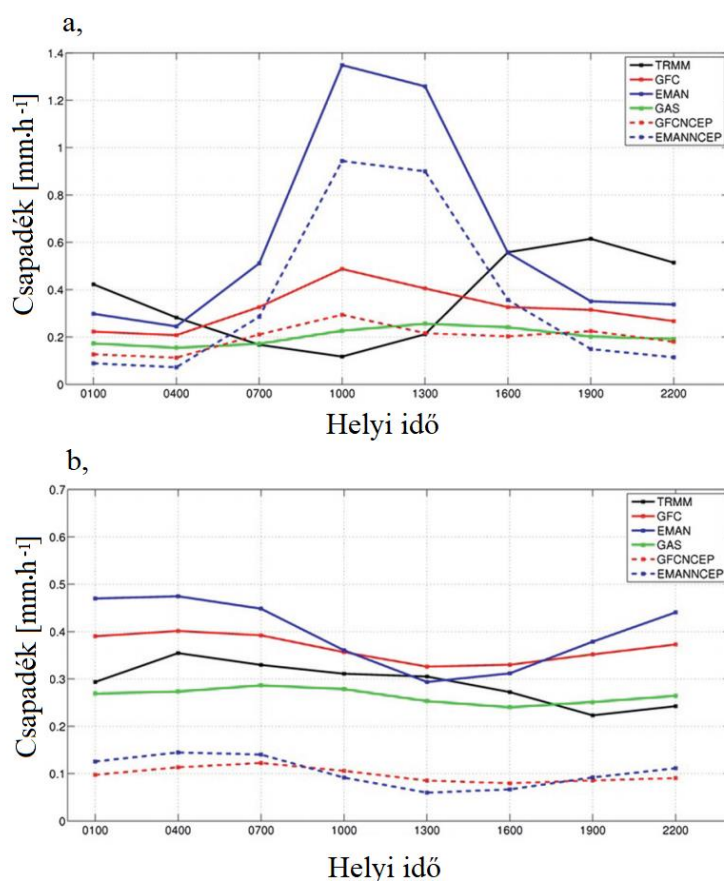 a,
1.4
1.2
1
0.8
0.6
0.4
0.2
0
Csapadék [mm·h⁻¹]
TRMM
GFC
EMAN
GAS
GFCNCEP
EMANNCEP
0100 0400 0700 1000 1300 1600 1900 2200
Helyi idő
b,
0.7
0.6
0.5
0.4
0.3
0.2
0.1
0
Csapadék [mm·h⁻¹]
TRMM
GFC
EMAN
GAS
GFCNCEP
EMANNCEP
0100 0400 0700 1000 1300 1600 1900 2200
Helyi idő